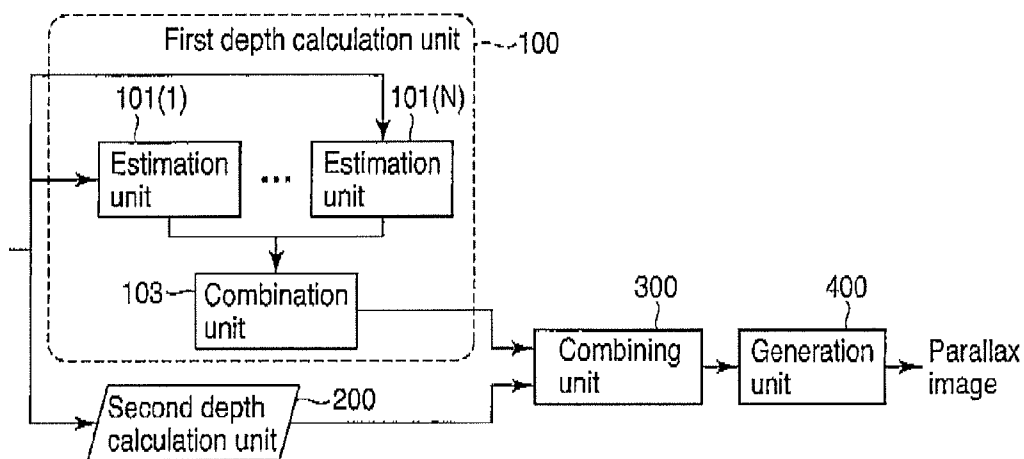 First depth calculation unit
100
101(1)
101(N)
Estimation
unit
...
Estimation
unit
103
Combination
unit
300
400
Combining
unit
Generation
unit
Parallax
image
Second depth
calculation unit
200